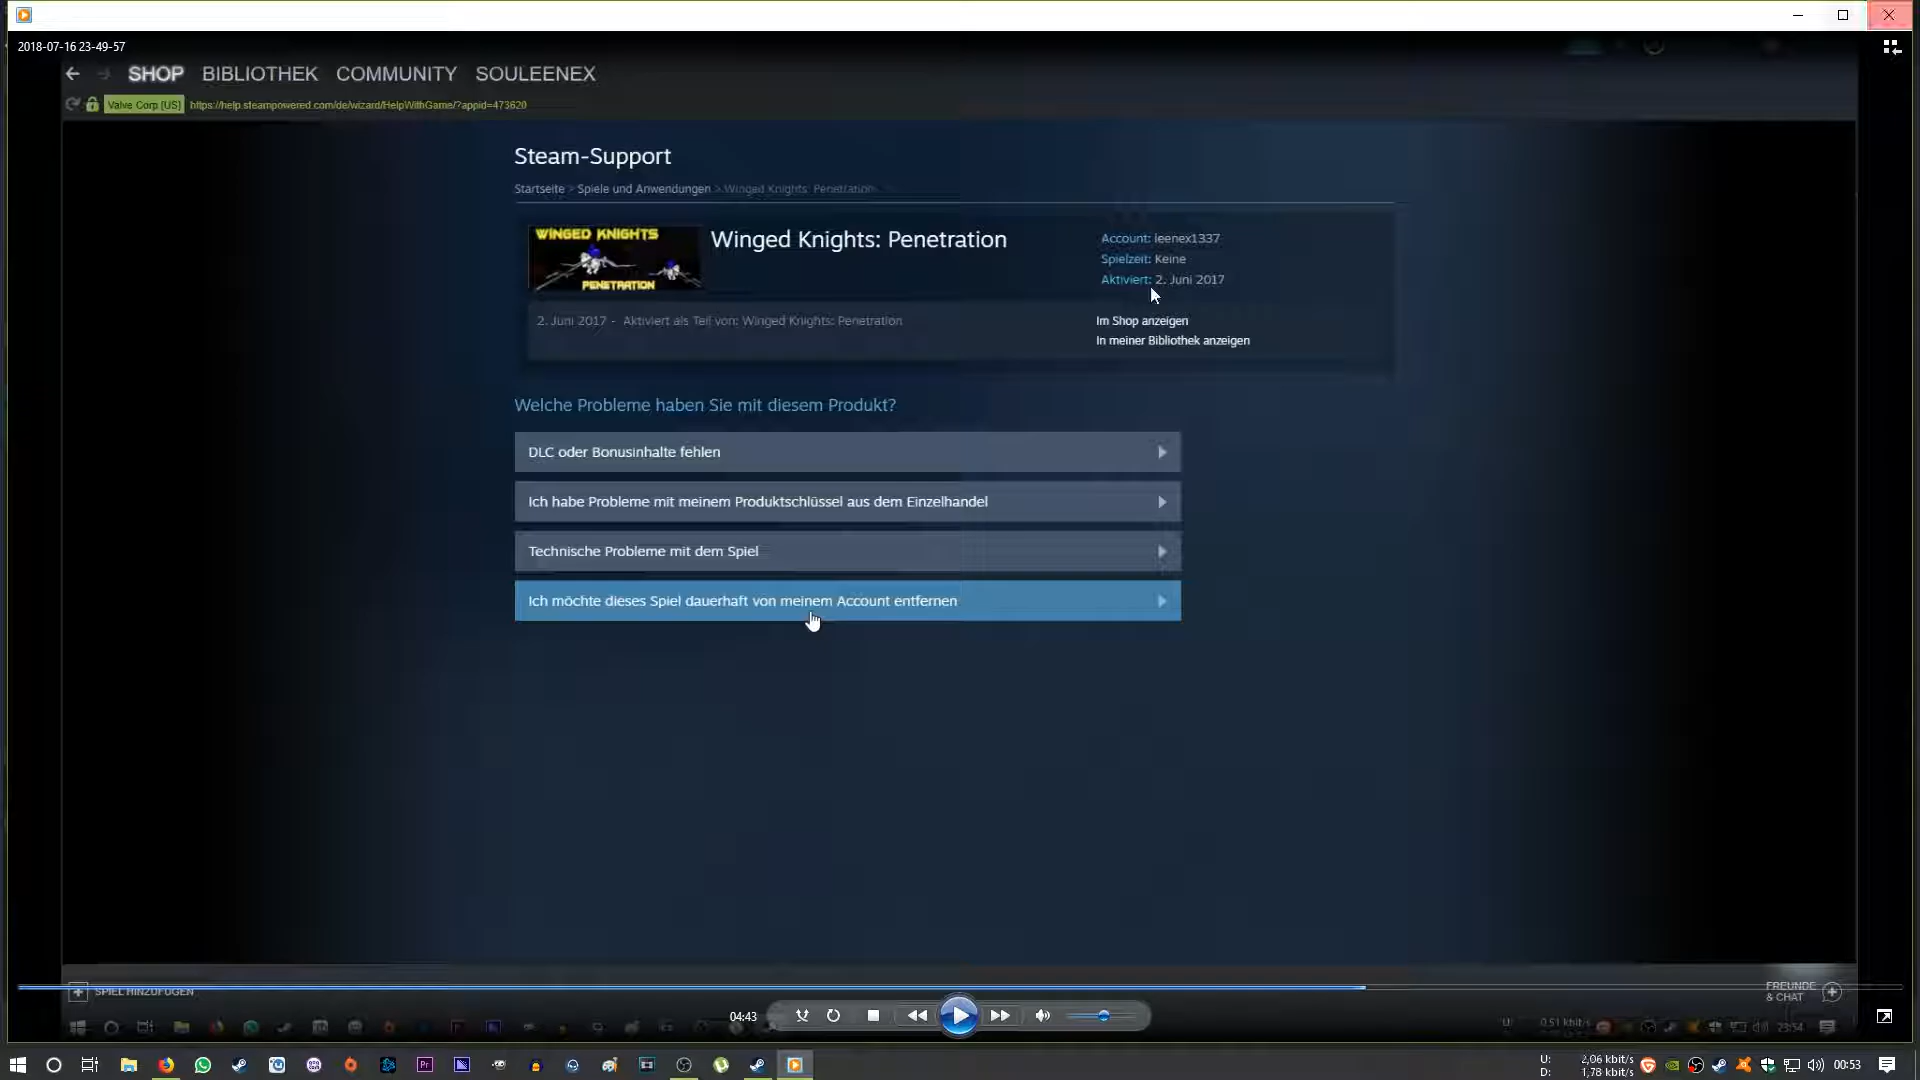 2018-07-16 23-49-57
SHOP BIBLIOTHEK COMMUNITY SOULEENEX
Valve Corp [US] https://help.steampowered.com/de/wizard/HelpWithGame/?appid=473620
Steam-Support
Startseite > Spiele und Anwendungen > Winged Knights: Penetration
WINGED KNIGHTS
PENETRATION
Winged Knights: Penetration
Account: leenex1337
Spielzeit: Keine
Aktiviert: 2. Juni 2017
2. Juni 2017 - Aktiviert als Teil von: Winged Knights: Penetration
Im Shop anzeigen
In meiner Bibliothek anzeigen
Welche Probleme haben Sie mit diesem Produkt?
DLC oder Bonusinhalte fehlen
Ich habe Probleme mit meinem Produktschlüssel aus dem Einzelhandel
Technische Probleme mit dem Spiel
Ich möchte dieses Spiel dauerhaft von meinem Account entfernen
SPIEL HINZUFÜGEN
FREUNDE
& CHAT
04:43
U: 0.51 kbit/s
23:54
U: 2,06 kbit/s
D: 1,78 kbit/s
00:53